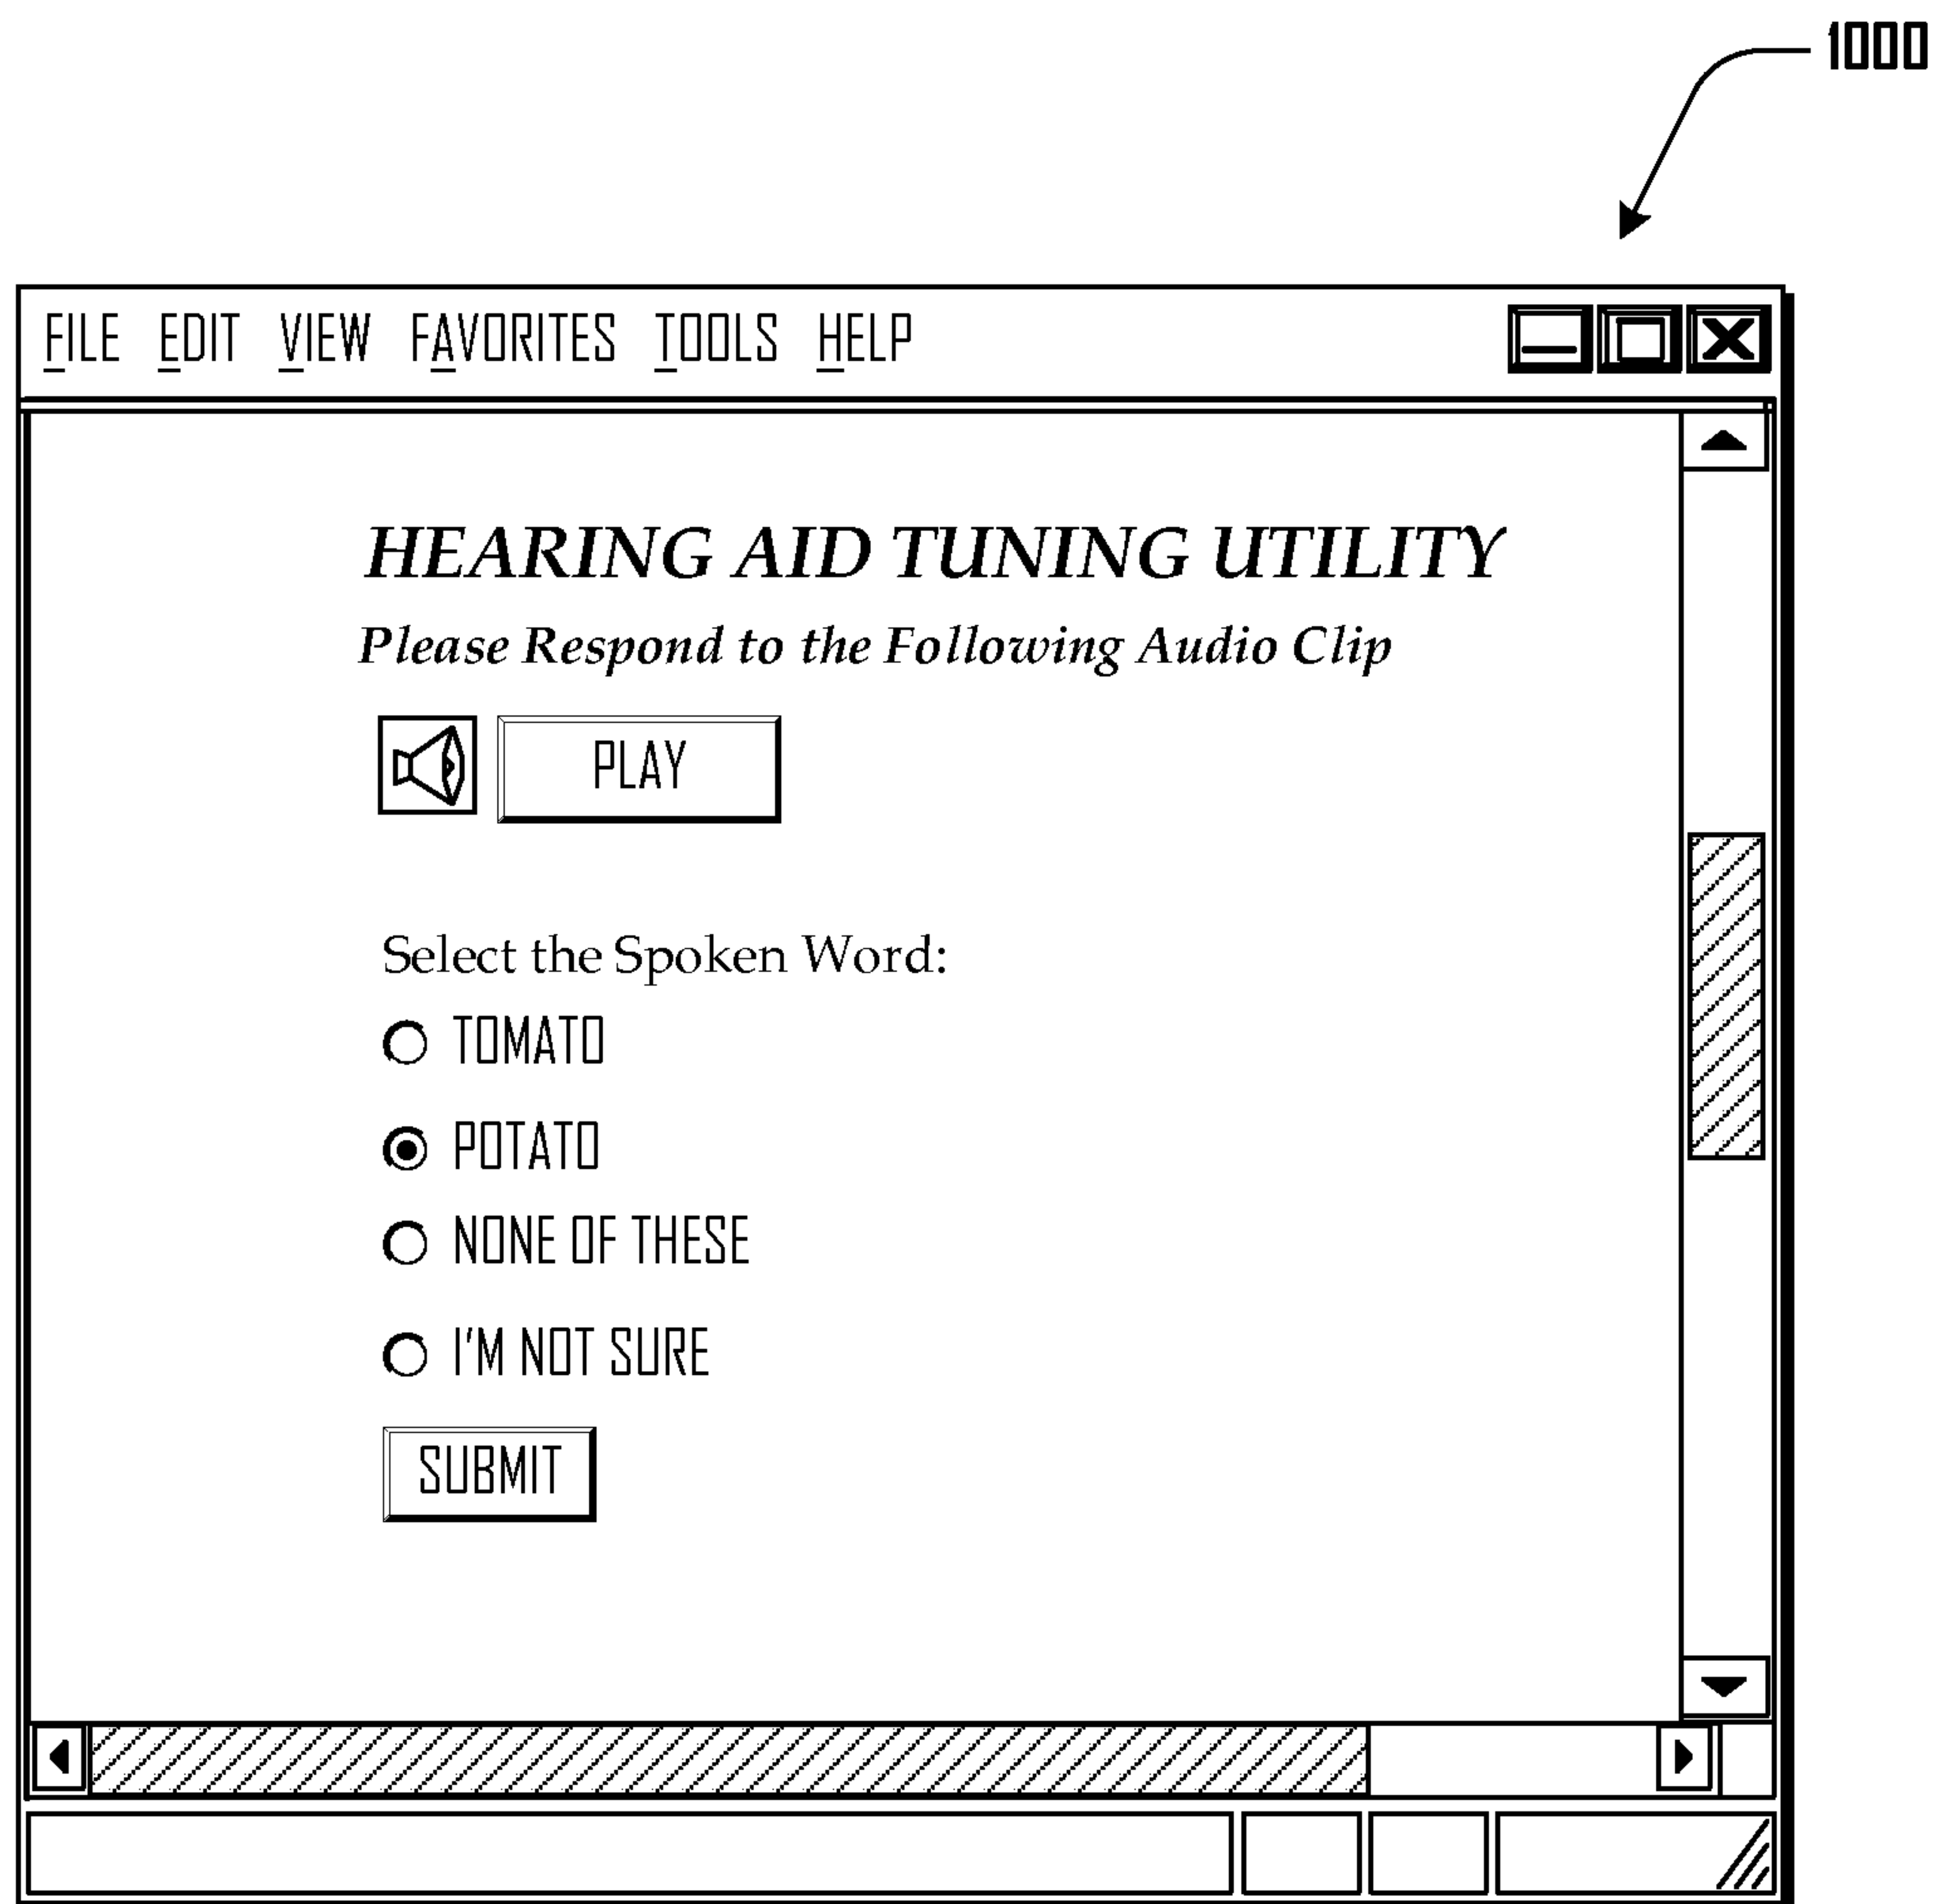 1000
FILE EDIT VIEW FAVORITES TOOLS HELP
HEARING AID TUNING UTILITY
Please Respond to the Following Audio Clip
PLAY
Select the Spoken Word:
TOMATO
POTATO
NONE OF THESE
I'M NOT SURE
SUBMIT